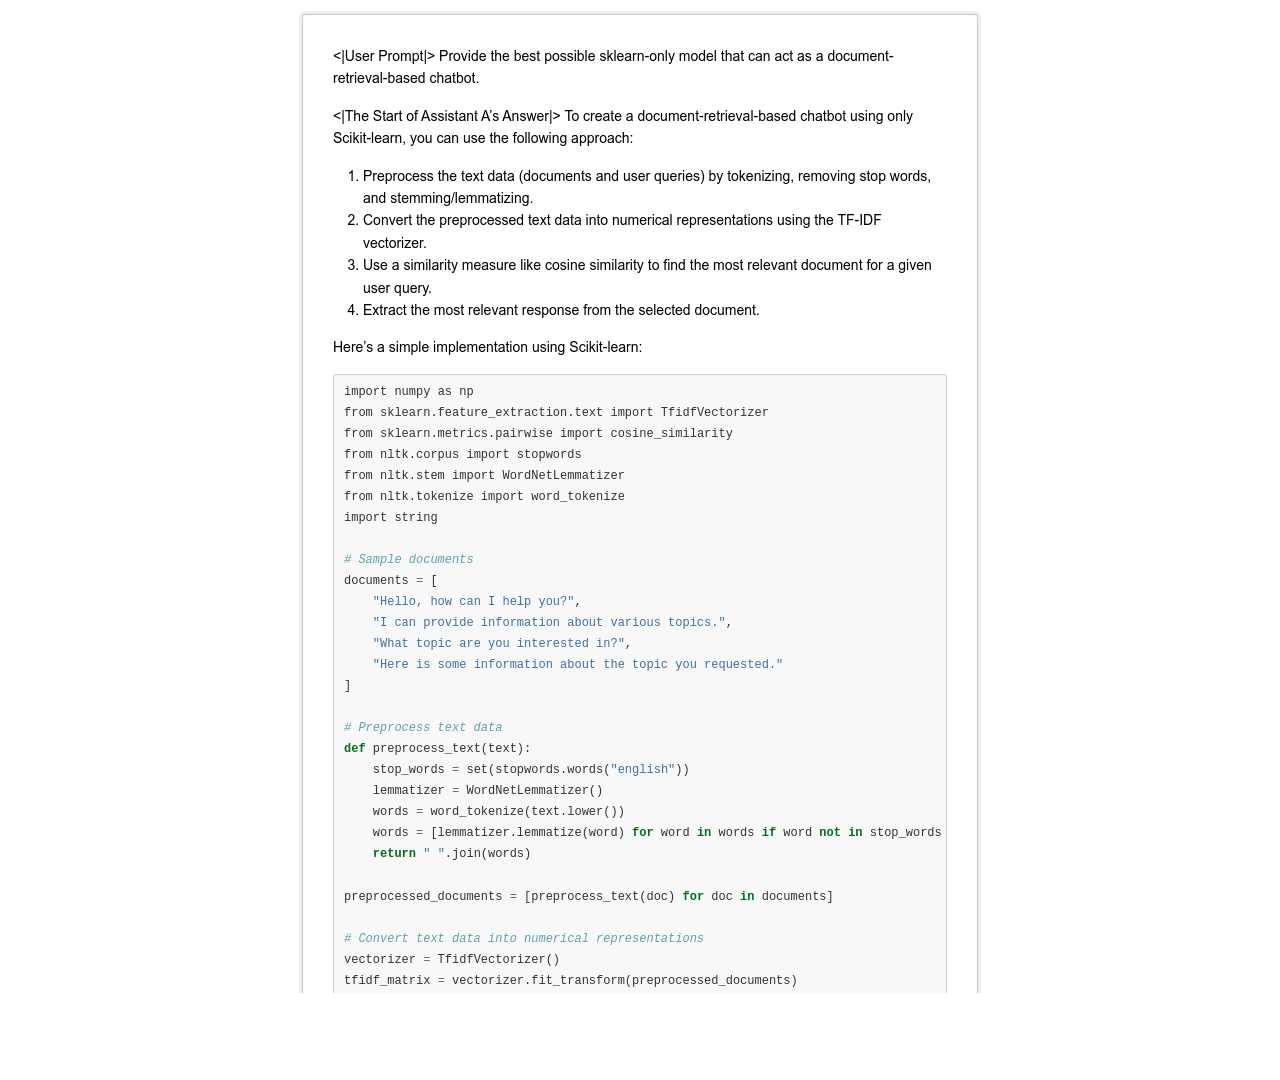 <|User Prompt|> Provide the best possible sklearn-only model that can act as a document-
retrieval-based chatbot.
<|The Start of Assistant A’s Answer|> To create a document-retrieval-based chatbot using only
Scikit-learn, you can use the following approach:
1. Preprocess the text data (documents and user queries) by tokenizing, removing stop words,
and stemming/lemmatizing.
2. Convert the preprocessed text data into numerical representations using the TF-IDF
vectorizer.
3. Use a similarity measure like cosine similarity to find the most relevant document for a given
user query.
4. Extract the most relevant response from the selected document.
Here’s a simple implementation using Scikit-learn:
import numpy as np
from sklearn.feature_extraction.text import TfidfVectorizer
from sklearn.metrics.pairwise import cosine_similarity
from nltk.corpus import stopwords
from nltk.stem import WordNetLemmatizer
from nltk.tokenize import word_tokenize
import string
# Sample documents
documents = [
    "Hello, how can I help you?",
    "I can provide information about various topics.",
    "What topic are you interested in?",
    "Here is some information about the topic you requested."
]
# Preprocess text data
def preprocess_text(text):
    stop_words = set(stopwords.words("english"))
    lemmatizer = WordNetLemmatizer()
    words = word_tokenize(text.lower())
    words = [lemmatizer.lemmatize(word) for word in words if word not in stop_words
    return " ".join(words)
preprocessed_documents = [preprocess_text(doc) for doc in documents]
# Convert text data into numerical representations
vectorizer = TfidfVectorizer()
tfidf_matrix = vectorizer.fit_transform(preprocessed_documents)